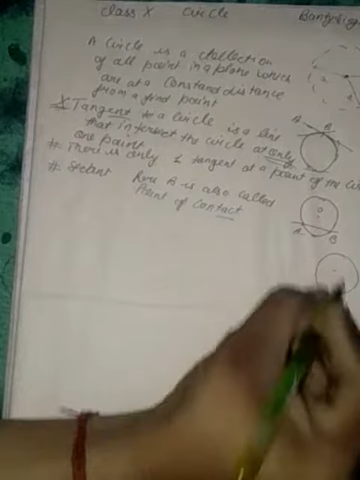 Class X Circle
A Circle is a Collection
of all point in a plane which
are at a Constand distance
from a fixed point
X Tangent to a Circle is a line
that intersect the circle at only
one point
# There is only 1 tangent at a point of the
# Secant Here A is also called
Point of Contact
A B
A B